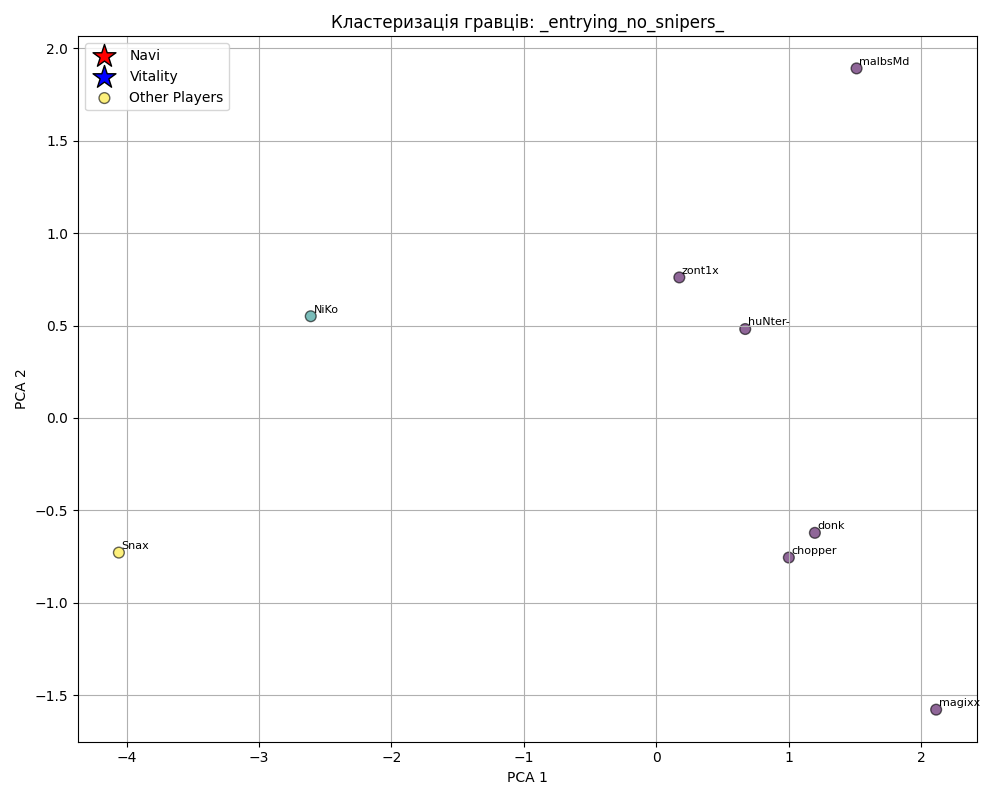 Кластеризація гравців: _entrying_no_snipers_
Navi
Vitality
Other Players
malbsMd
zont1x
huNter-
NiKo
donk
chopper
Snax
magixx
2.0
1.5
1.0
0.5
0.0
−0.5
−1.0
−1.5
PCA 2
−4
−3
−2
−1
0
1
2
PCA 1